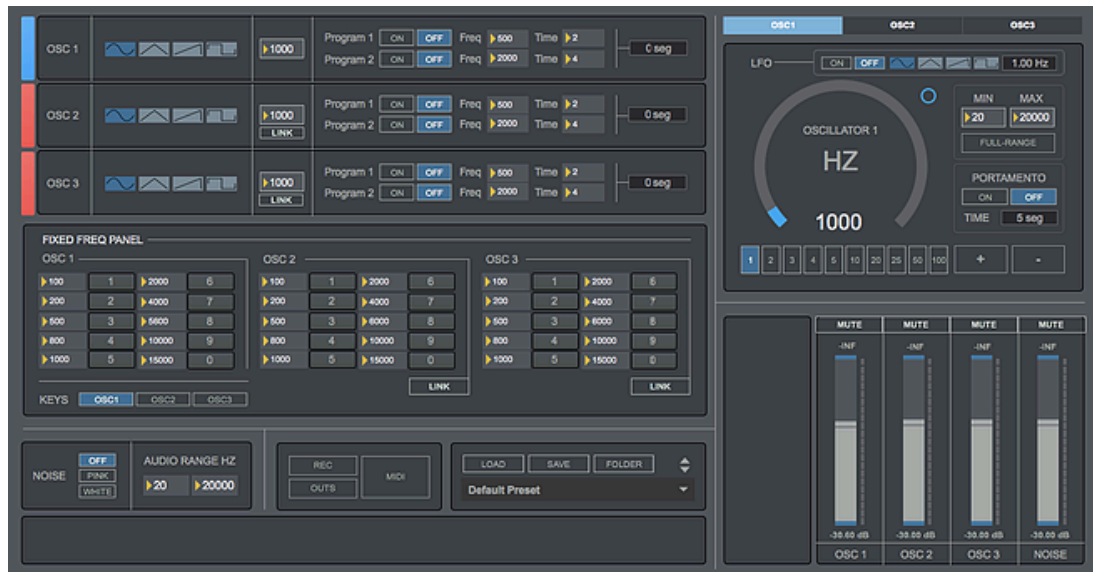 OSC 1
1000
Program 1 ON OFF Freq 500 Time 2
Program 2 ON OFF Freq 2000 Time 4
0 seg
OSC 2
1000
LINK
Program 1 ON OFF Freq 500 Time 2
Program 2 ON OFF Freq 2000 Time 4
0 seg
OSC 3
1000
LINK
Program 1 ON OFF Freq 500 Time 2
Program 2 ON OFF Freq 2000 Time 4
0 seg
FIXED FREQ PANEL
OSC 1
100 1 2000 6
200 2 4000 7
500 3 5600 8
800 4 10000 9
1000 5 15000 0
OSC 2
100 1 2000 6
200 2 4000 7
500 3 6000 8
800 4 10000 9
1000 5 15000 0
LINK
OSC 3
100 1 2000 6
200 2 4000 7
500 3 6000 8
800 4 10000 9
1000 5 15000 0
LINK
KEYS OSC1 OSC2 OSC3
NOISE
OFF
PINK
WHITE
AUDIO RANGE HZ
20 20000
REC
OUTS
MIDI
LOAD SAVE FOLDER
Default Preset
OSC1 OSC2 OSC3
LFO ON OFF 1.00 Hz
OSCILLATOR 1
HZ
1000
MIN MAX
20 20000
FULL-RANGE
PORTAMENTO
ON OFF
TIME 5 seg
1 2 3 4 5 10 20 25 50 100 + -
MUTE MUTE MUTE MUTE
-INF -INF -INF -INF
-30.60 dB -30.00 dB -30.00 dB -30.00 dB
OSC 1 OSC 2 OSC 3 NOISE